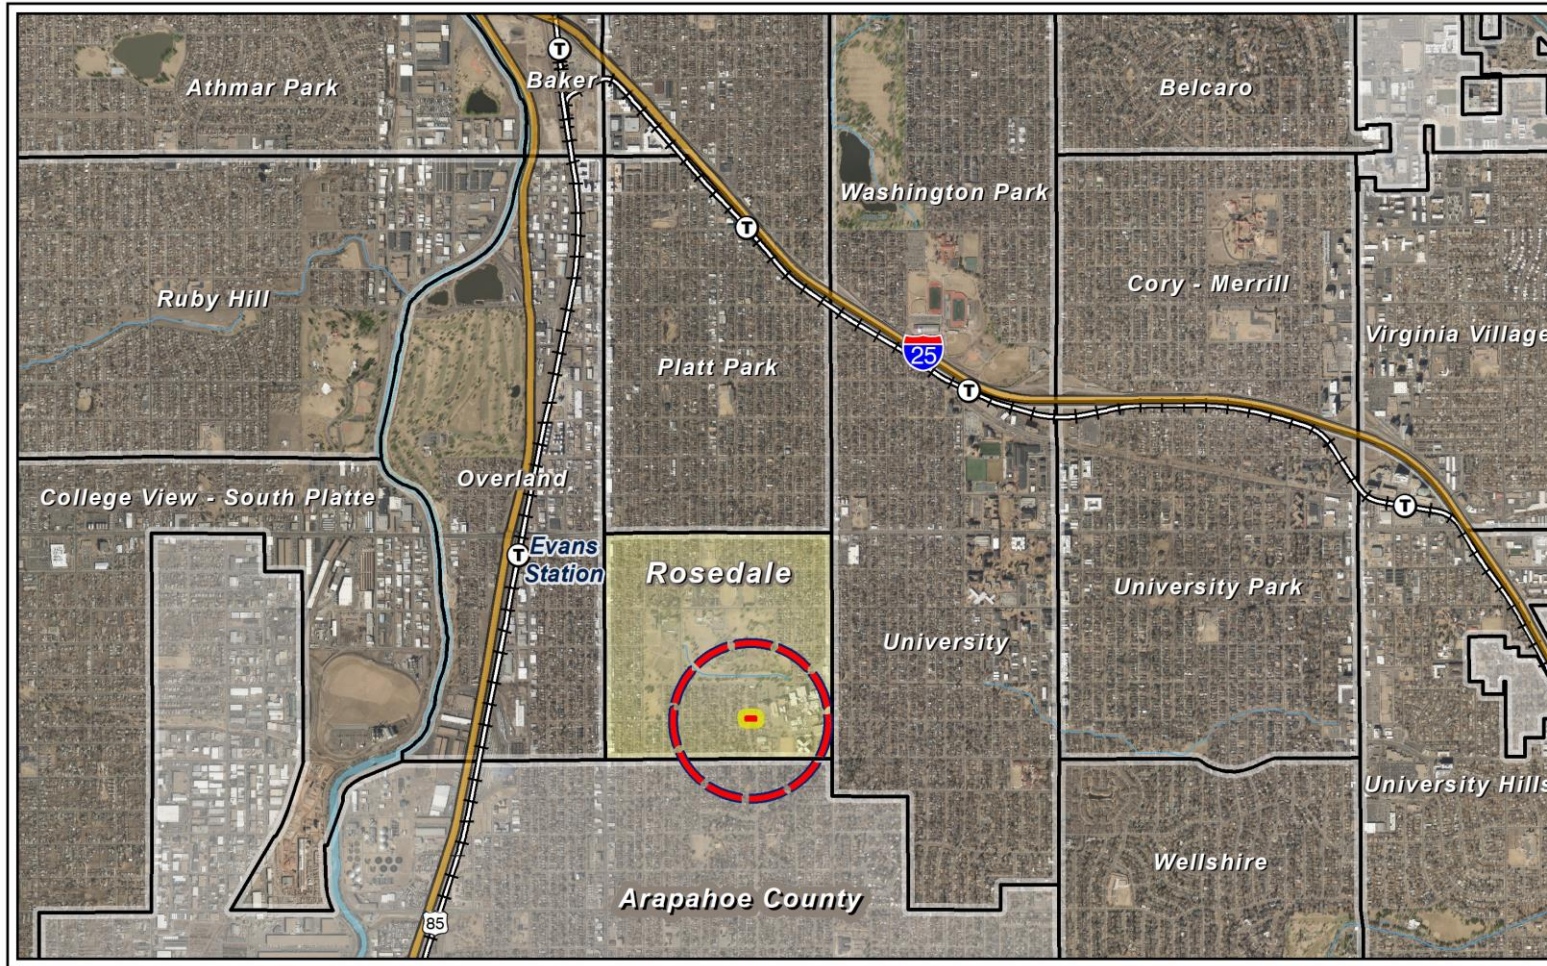 T
Baker
Athmar Park
Belcaro
Washington Park
T
Cory - Merrill
Ruby Hill
Virginia Village
25
Platt Park
T
Overland
College View - South Platte
T
T
Evans
Station
Rosedale
University Park
University
University Hills
Wellshire
Arapahoe County
85